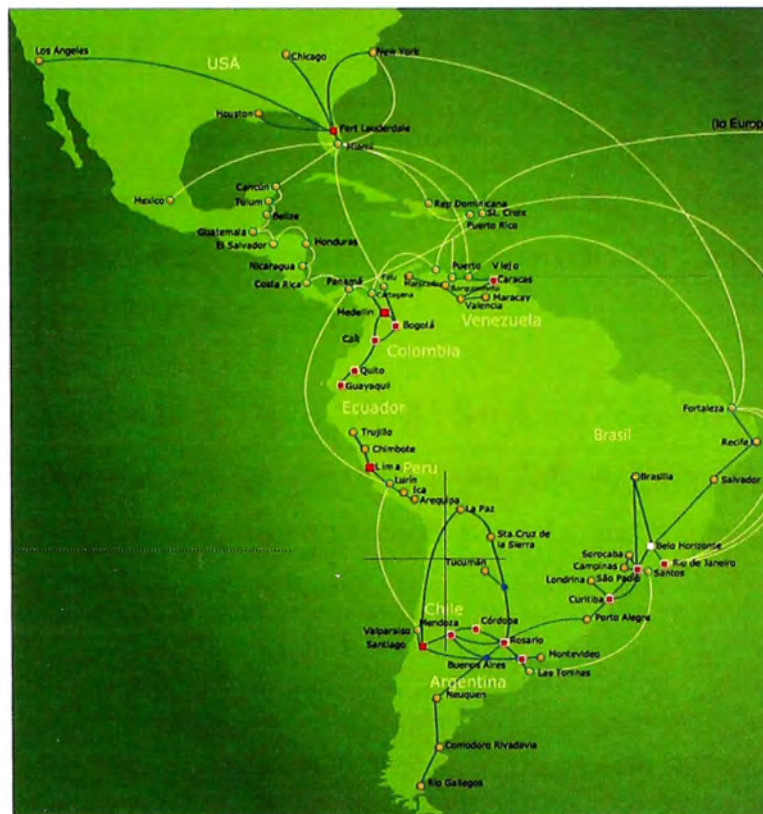 Los Angeles
Chicago
New York
USA
Houston
Fort Lauderdale
Miami
(to Europ
Mexico
Cancún
Tulum
Belize
Guatemala
El Salvador
Honduras
Nicaragua
Costa Rica
Panamá
Rep Dominicana
St. Croix
Puerto Rico
Tolú
Cartagena
Maracaibo
Barquisimeto
Puerto Viejo
Caracas
Maracay
Valencia
Venezuela
Medellin
Bogotá
Cali
Colombia
Quito
Guayaquil
Ecuador
Trujillo
Chimbote
Lima
Peru
Lurín
Ica
Arequipa
Fortaleza
Recife
Brasil
Brasilia
Salvador
La Paz
Sta.Cruz de
la Sierra
Tucumán
Belo Horizonte
Sorocaba
Campinas
Rio de Janeiro
Londrina
São Paulo
Santos
Curitiba
Porto Alegre
Chile
Valparaiso
Mendoza
Córdoba
Santiago
Rosario
Buenos Aires
Montevideo
Las Toninas
Argentina
Neuquen
Comodoro Rivadavia
Rio Gallegos